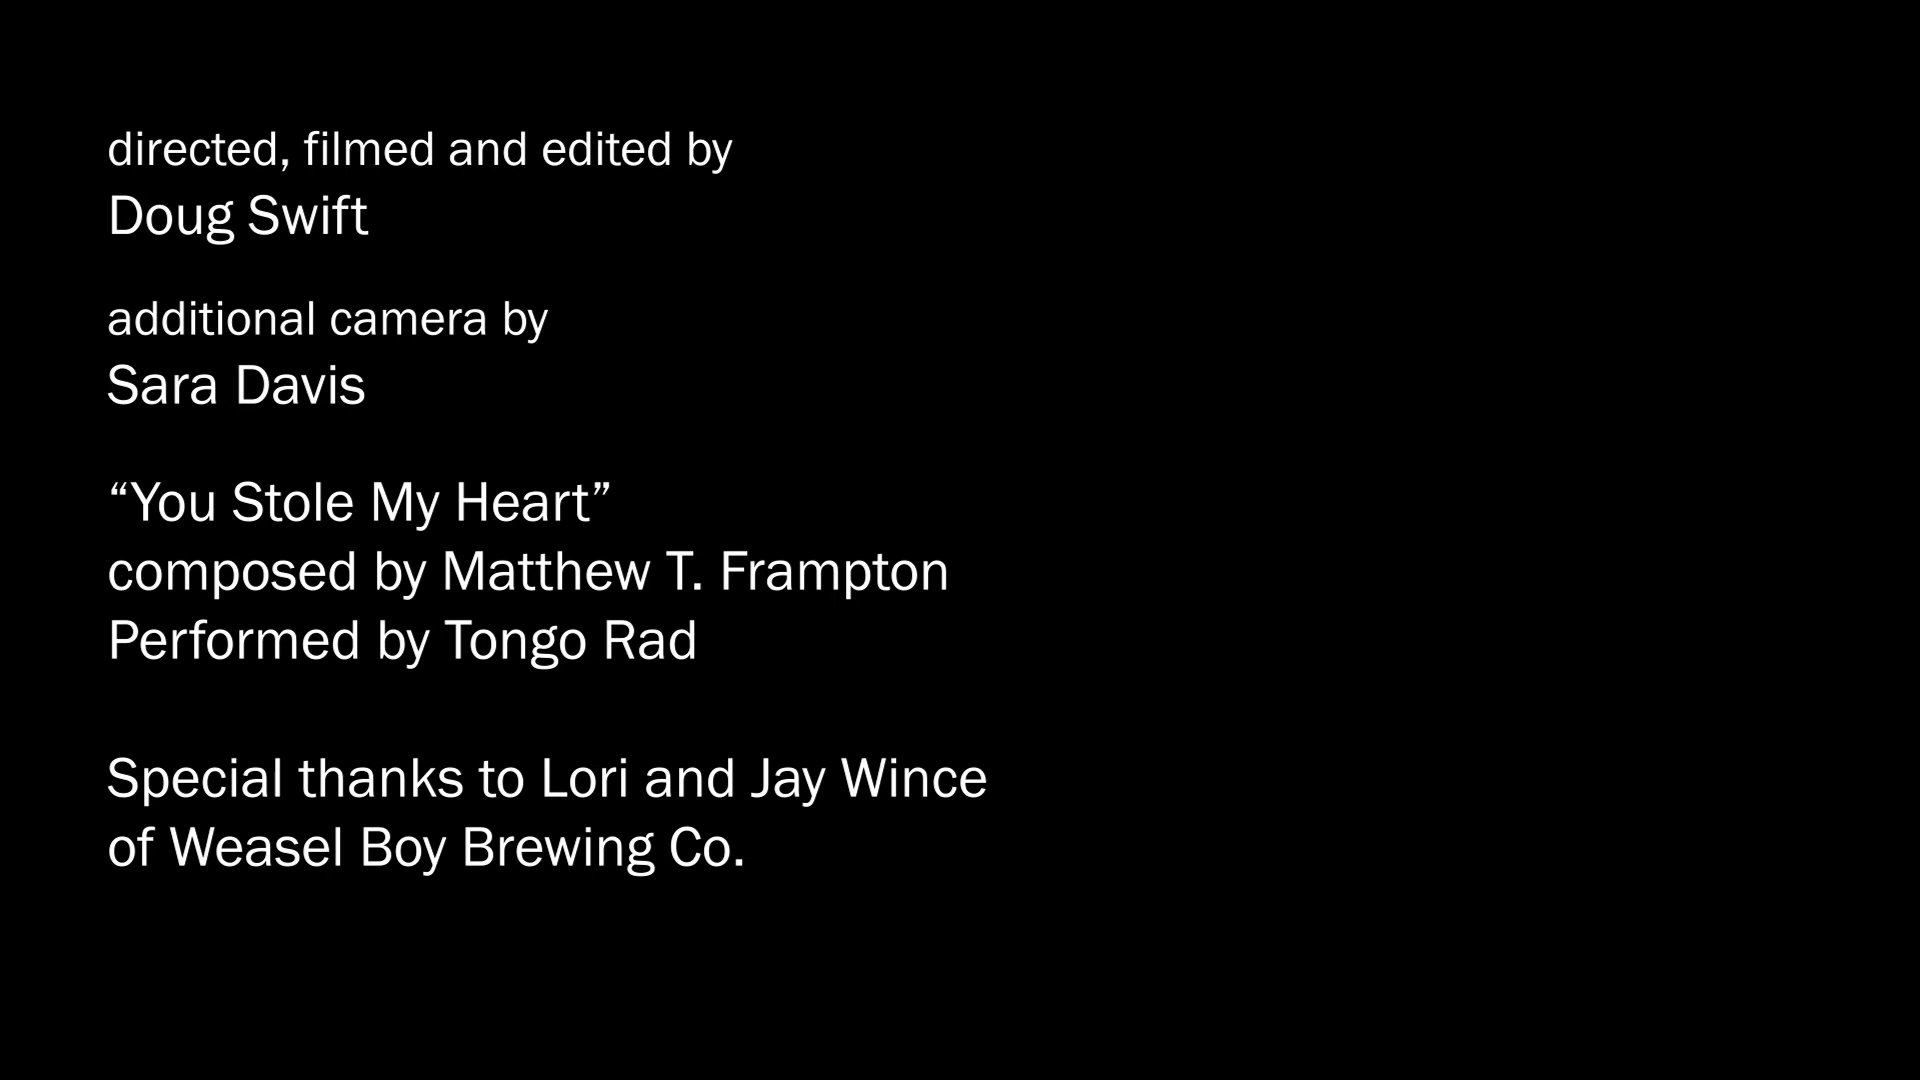 directed, filmed and edited by
Doug Swift
additional camera by
Sara Davis
“You Stole My Heart”
composed by Matthew T. Frampton
Performed by Tongo Rad
Special thanks to Lori and Jay Wince
of Weasel Boy Brewing Co.